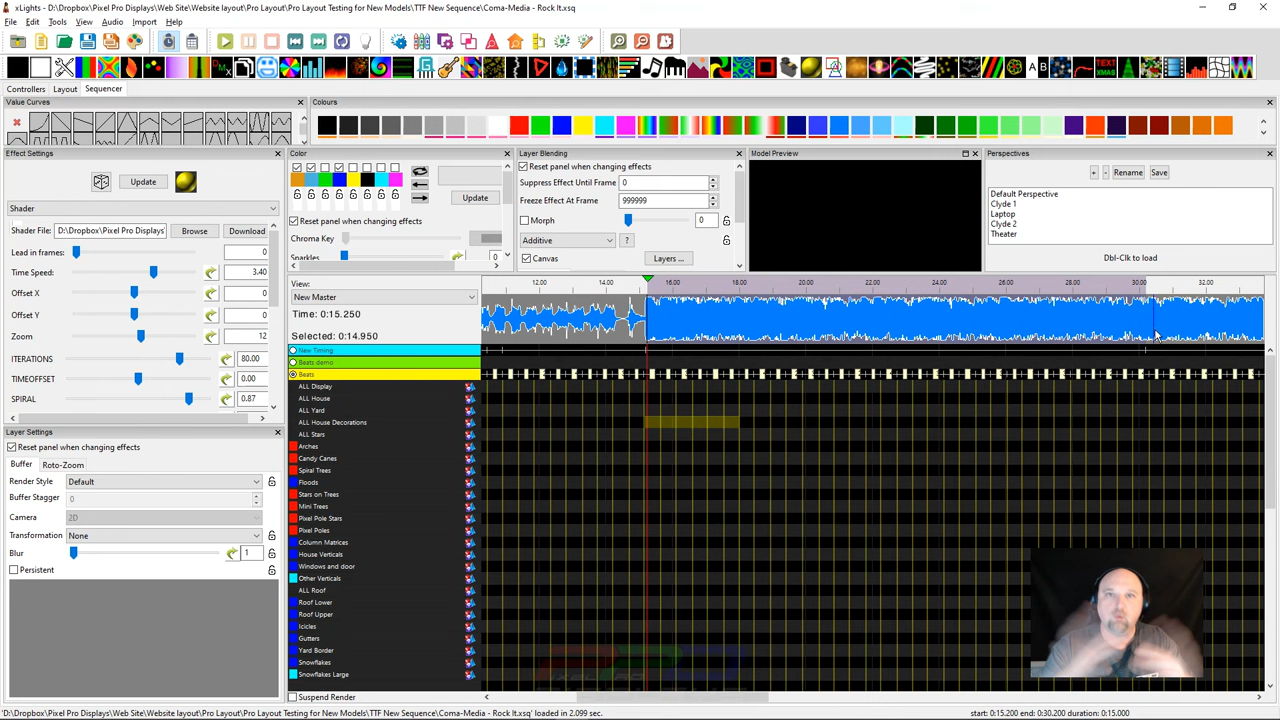 xLights - D:\Dropbox\Pixel Pro Displays\Web Site\Website layout\Pro Layout Testing for New Models\TTF New Sequence\Coma-Media - Rock It.xsq
File Edit Tools View Audio Import Help
TEXT XMAS
Controllers Layout Sequencer
Value Curves
Colours
Effect Settings
Update
Shader
Shader File: D:\Dropbox\Pixel Pro Displays\ Browse Download
Lead in frames: 0
Time Speed: 3.40
Offset X 0
Offset Y 0
Zoom 12
ITERATIONS 80.00
TIMEOFFSET 0.00
SPIRAL 0.87
Color
Update
Reset panel when changing effects
Chroma Key
Sparkles 0
Layer Blending
Reset panel when changing effects
Suppress Effect Until Frame 0
Freeze Effect At Frame 999999
Morph 0
Additive ?
Canvas Layers ...
Model Preview
Perspectives
+ - Rename Save
Default Perspective
Clyde 1
Laptop
Clyde 2
Theater
Dbl-Clk to load
Layer Settings
Reset panel when changing effects
Buffer Roto-Zoom
Render Style Default
Buffer Stagger 0
Camera 2D
Transformation None
Blur 1
Persistent
View:
New Master
Time: 0:15.250
Selected: 0:14.950
12.00 14.00 16.00 18.00 20.00 22.00 24.00 26.00 28.00 30.00 32.00
New Timing
Beats demo
Beats
ALL Display
ALL House
ALL Yard
ALL House Decorations
ALL Stars
Arches
Candy Canes
Spiral Trees
Floods
Stars on Trees
Mini Trees
Pixel Pole Stars
Pixel Poles
Column Matrices
House Verticals
Windows and door
Other Verticals
ALL Roof
Roof Lower
Roof Upper
Icicles
Gutters
Yard Border
Snowflakes
Snowflakes Large
Suspend Render
'D:\Dropbox\Pixel Pro Displays\Web Site\Website layout\Pro Layout Testing for New Models\TTF New Sequence\Coma-Media - Rock It.xsq' loaded in 2.099 sec.
start: 0:15.200 end: 0:30.200 duration: 0:15.000